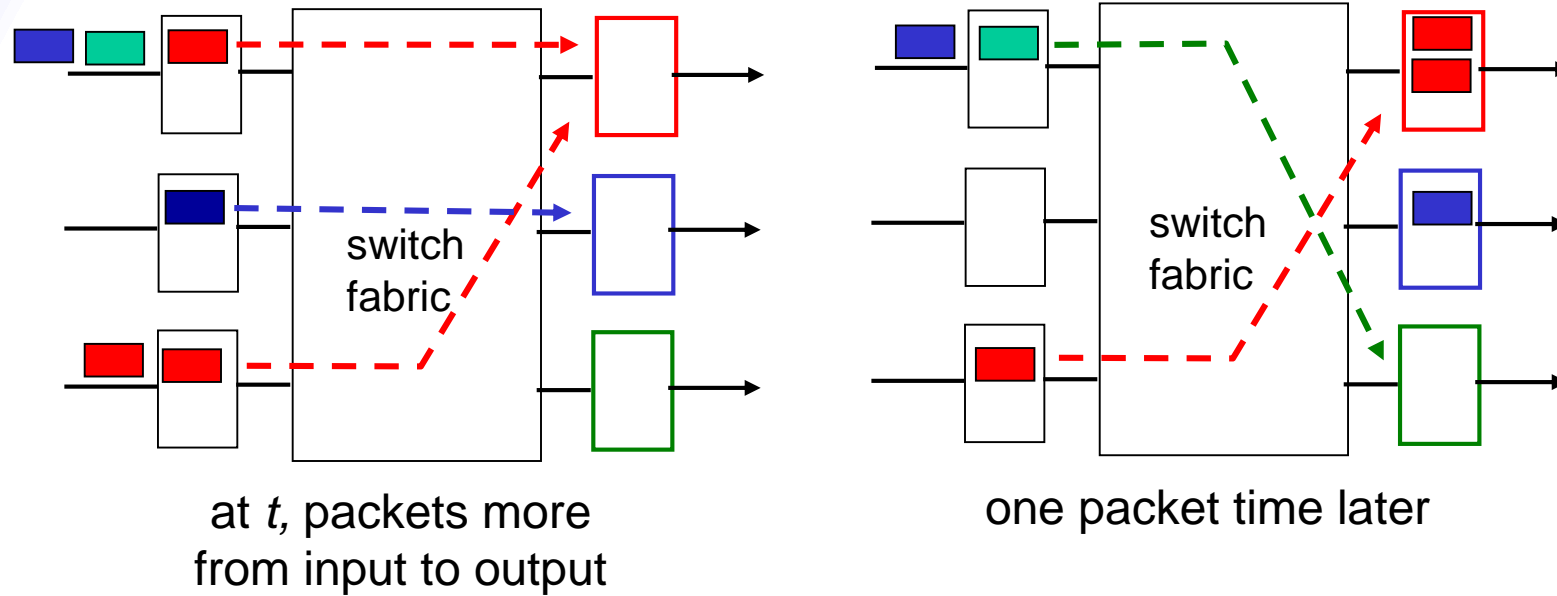 switch
fabric
at t, packets more
from input to output
switch
fabric
one packet time later